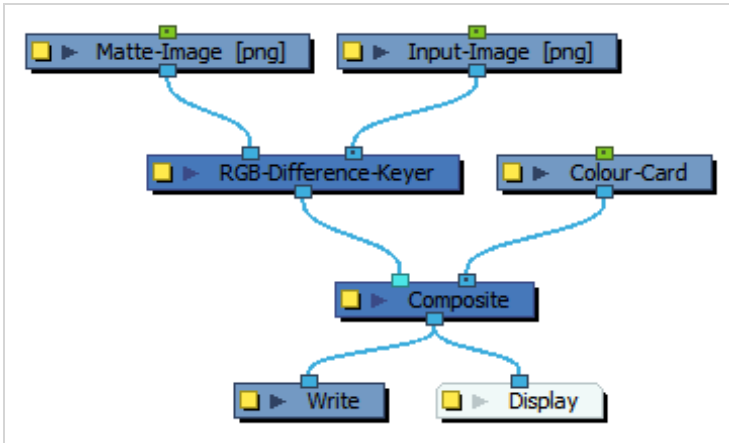 Matte-Image [png]
Input-Image [png]
RGB-Difference-Keyer
Colour-Card
Composite
Write
Display